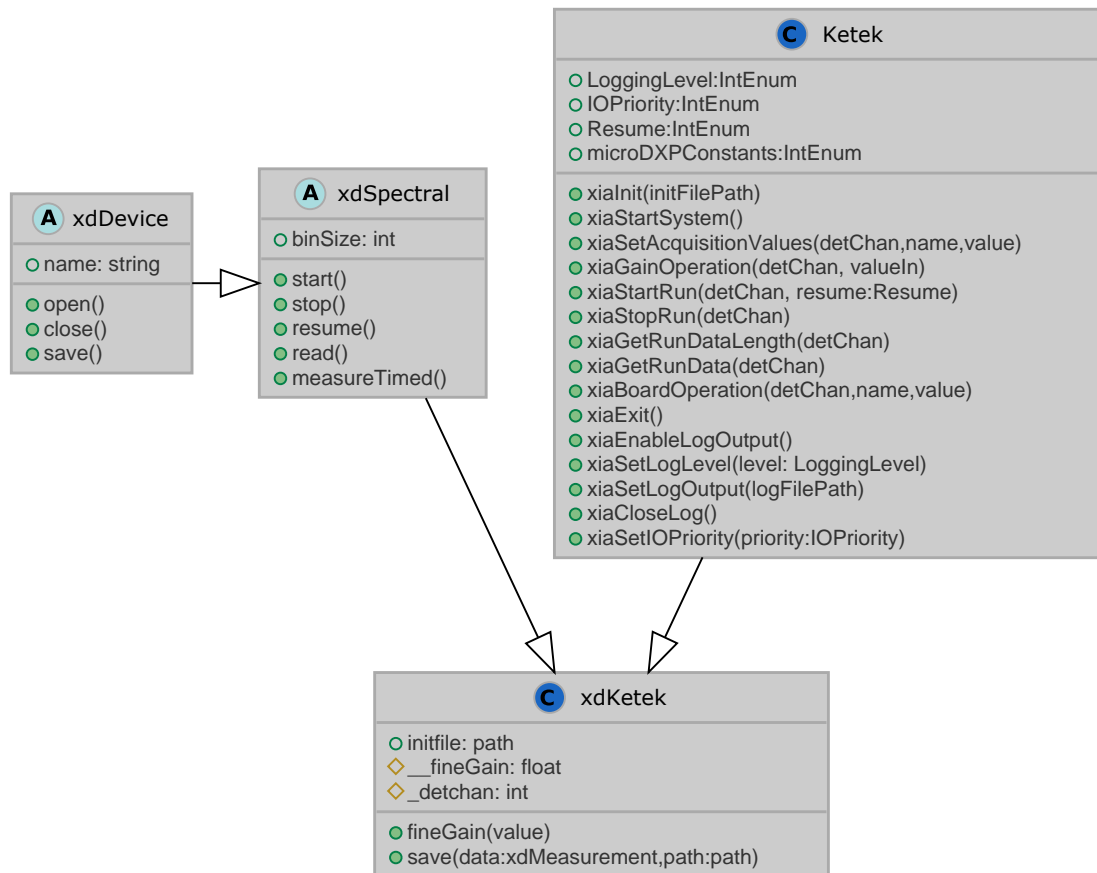 A xdDevice
name: string
open()
close()
save()
A xdSpectral
binSize: int
start()
stop()
resume()
read()
measureTimed()
C Ketek
LoggingLevel:IntEnum
IOPriority:IntEnum
Resume:IntEnum
microDXPConstants:IntEnum
xiaInit(initFilePath)
xiaStartSystem()
xiaSetAcquisitionValues(detChan,name,value)
xiaGainOperation(detChan, valueIn)
xiaStartRun(detChan, resume:Resume)
xiaStopRun(detChan)
xiaGetRunDataLength(detChan)
xiaGetRunData(detChan)
xiaBoardOperation(detChan,name,value)
xiaExit()
xiaEnableLogOutput()
xiaSetLogLevel(level: LoggingLevel)
xiaSetLogOutput(logFilePath)
xiaCloseLog()
xiaSetIOPriority(priority:IOPriority)
C xdKetek
initfile: path
__fineGain: float
_detchan: int
fineGain(value)
save(data:xdMeasurement,path:path)